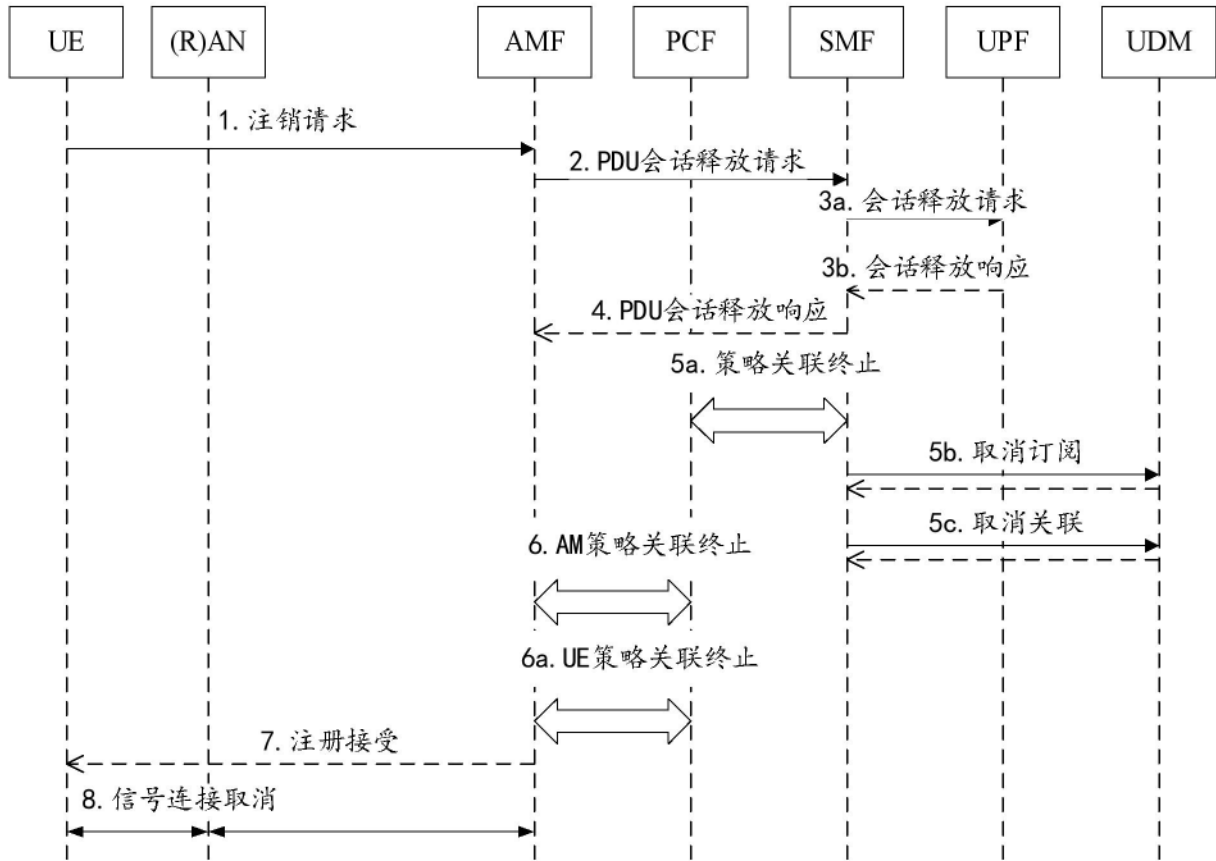 UE
(R)AN
AMF
PCF
SMF
UPF
UDM
1. 注销请求
2. PDU会话释放请求
3a. 会话释放请求
3b. 会话释放响应
4. PDU会话释放响应
5a. 策略关联终止
5b. 取消订阅
5c. 取消关联
6. AM策略关联终止
6a. UE策略关联终止
7. 注册接受
8. 信号连接取消